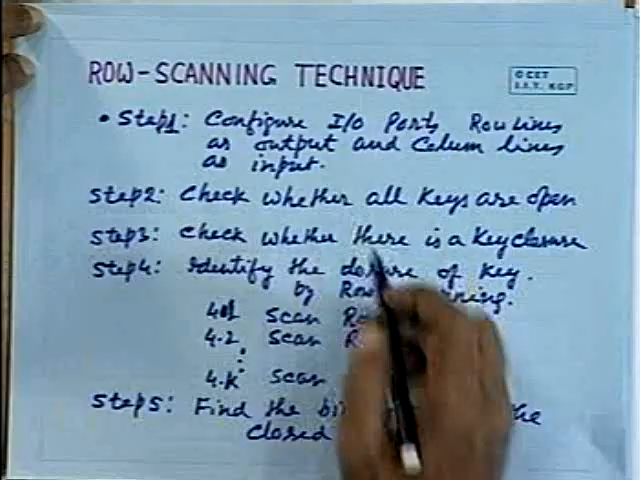 ROW-SCANNING TECHNIQUE
© CET
I.I.T. KGP
• Step1: Configure I/O Ports Row lines
as output and Column lines
as input.
Step2: Check whether all Keys are open
Step3: Check whether there is a Key closure
Step4: Identify the closure of key.
by Row
4.1 Scan
4.2 Scan
4.K Scan
Step5: Find the the
closed